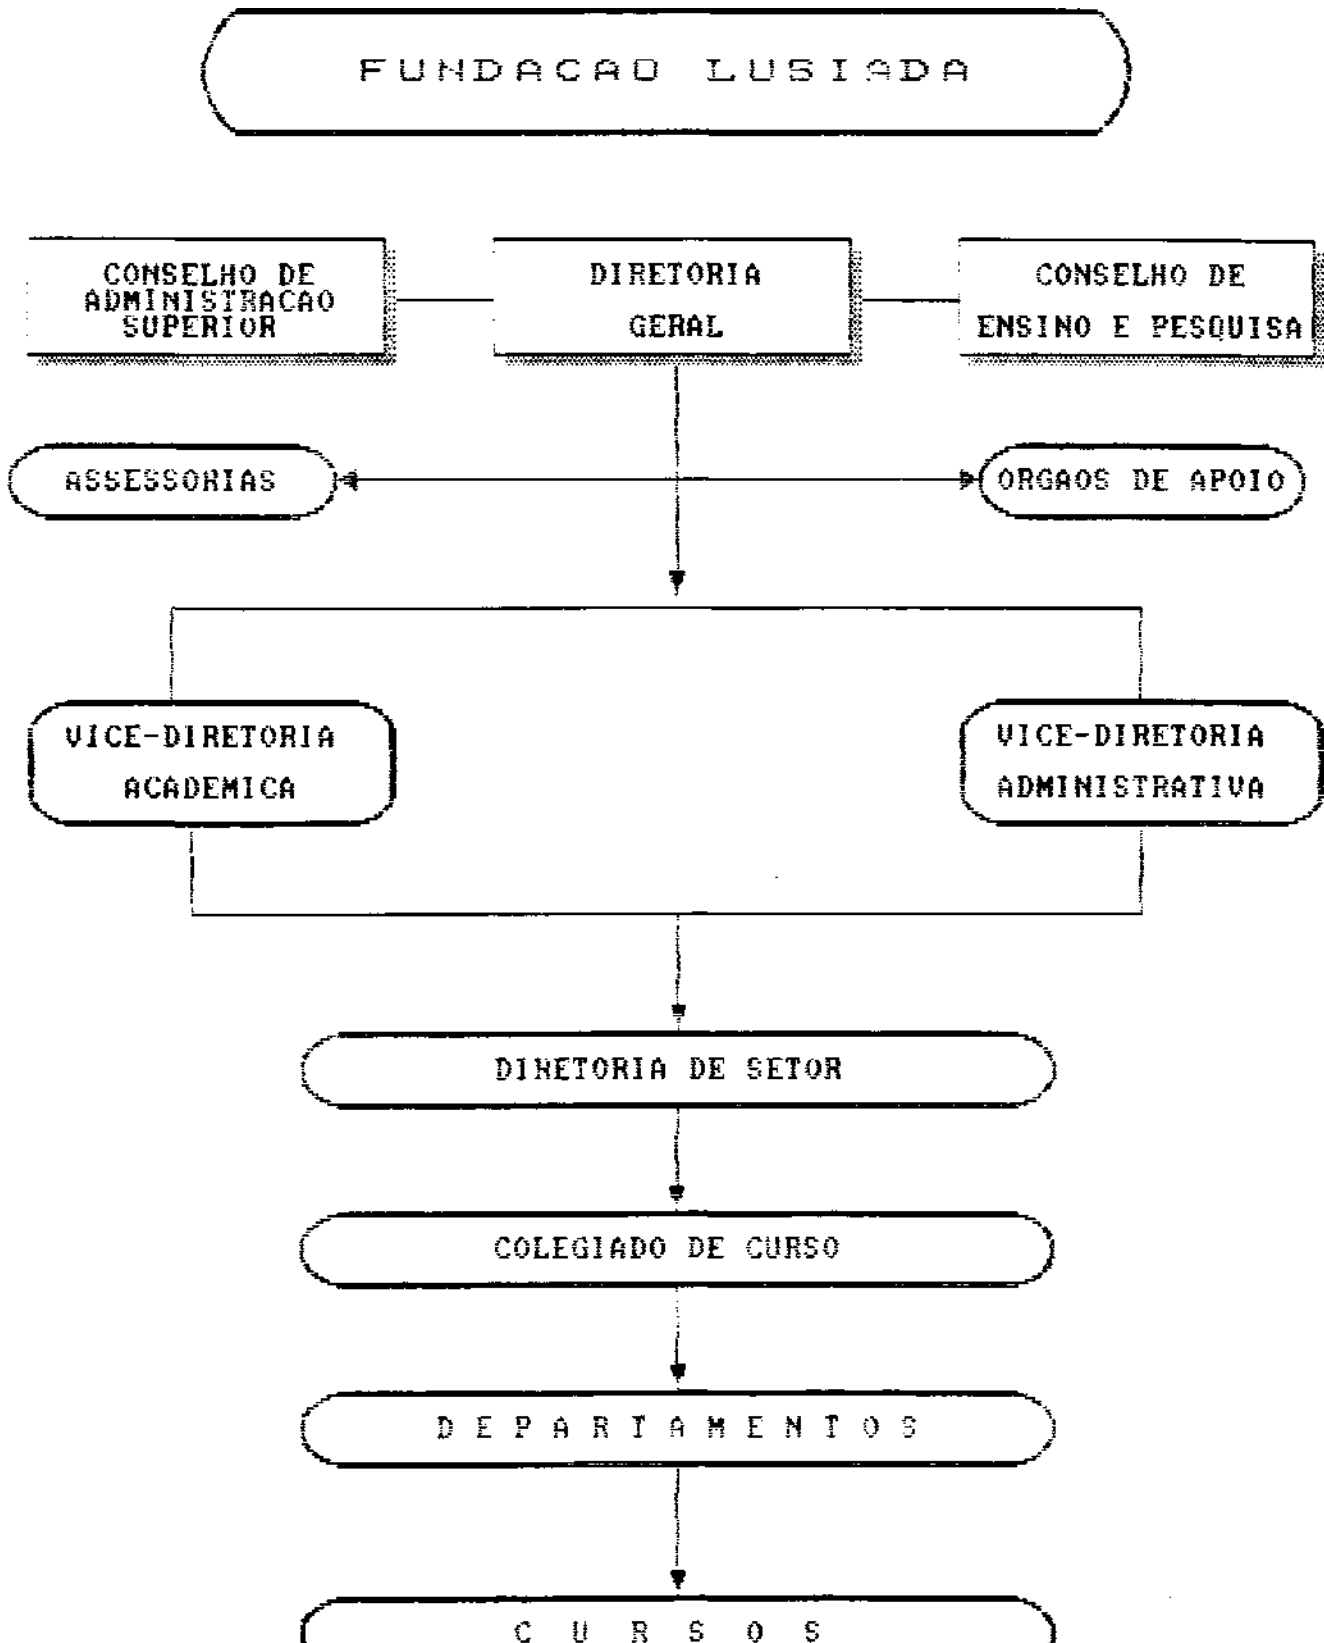 FUNDACAO LUSIADA
CONSELHO DE
ADMINISTRACAO
SUPERIOR
DIRETORIA
GERAL
CONSELHO DE
ENSINO E PESQUISA
ASSESSORIAS
ORGAOS DE APOIO
VICE-DIRETORIA
ACADEMICA
VICE-DIRETORIA
ADMINISTRATIVA
DIRETORIA DE SETOR
COLEGIADO DE CURSO
D E P A R T A M E N T O S
C U R S O S